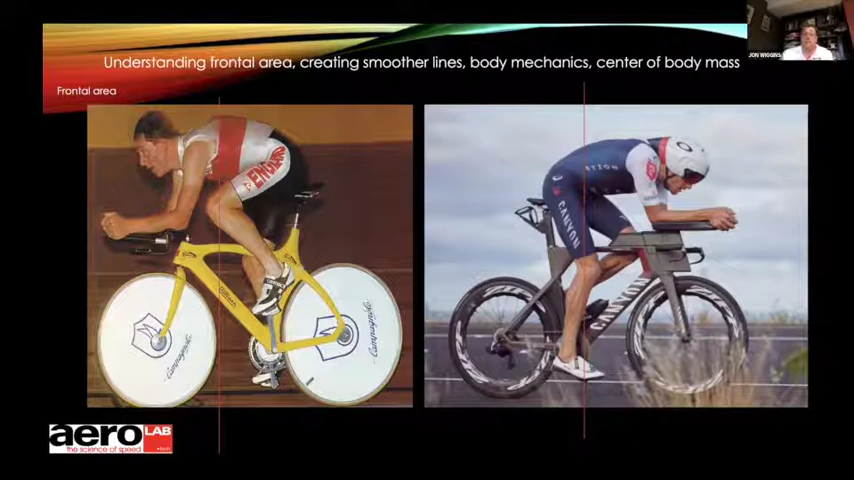 JON WIGGINS
Understanding frontal area, creating smoother lines, body mechanics, center of body mass
Frontal area
ENGLAND
CANYON
CANYON
Campagnolo
Campagnolo
aero LAB
the science of speed